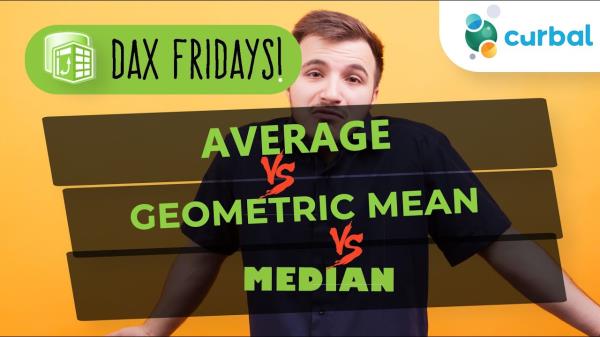 DAX FRIDAYS!
curbal
AVERAGE
VS
GEOMETRIC MEAN
VS
MEDIAN